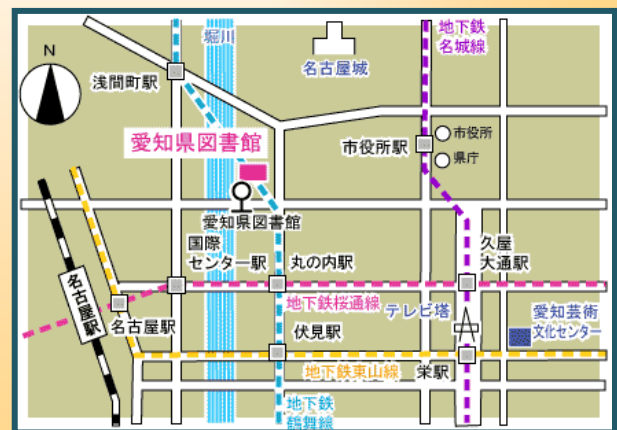 堀川
地下鉄
名城線
N
名古屋城
浅間町駅
愛知県図書館
市役所駅
市役所
県庁
愛知県図書館
国際
センター駅
丸の内駅
久屋
大通駅
名古屋駅
名古屋駅
地下鉄桜通線
テレビ塔
愛知芸術
文化センター
伏見駅
地下鉄東山線
栄駅
地下鉄
鶴舞線